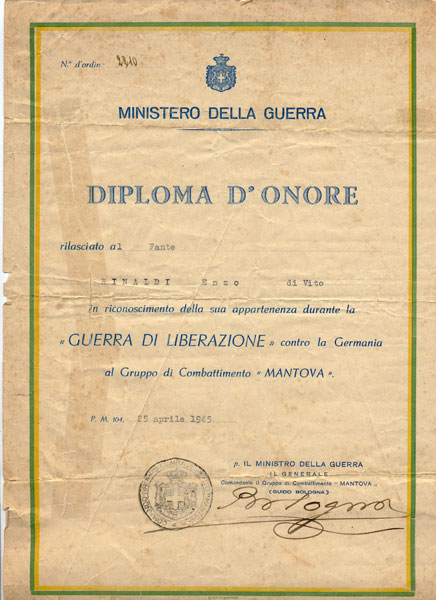 N.° d'ordin. 2210
MINISTERO DELLA GUERRA
DIPLOMA D'ONORE
rilasciato al Fante
RINALDI Enzo di Vito
in riconoscimento della sua appartenenza durante la
« GUERRA DI LIBERAZIONE » contro la Germania
al Gruppo di Combattimento « MANTOVA ».
P. M. 104, 25 aprile 1945
p. IL MINISTRO DELLA GUERRA
IL GENERALE
Comandante il Gruppo di Combattimento "MANTOVA„
(GUIDO BOLOGNA)
Bologna